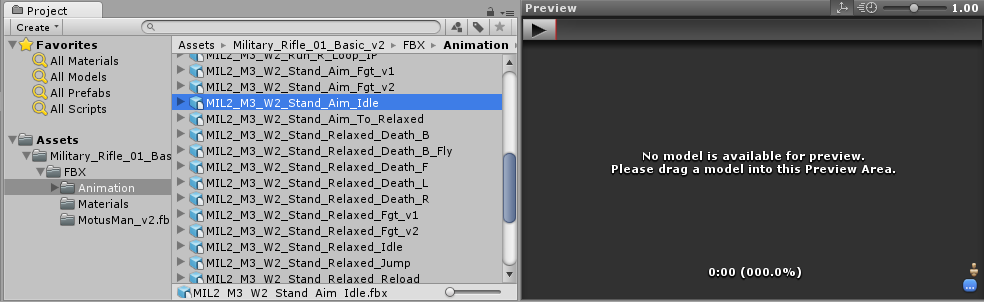 Project
Create
Favorites
All Materials
All Models
All Prefabs
All Scripts
Assets
Military_Rifle_01_Bas
FBX
Animation
Materials
MotusMan_v2.fb
Assets Military_Rifle_01_Basic_v2 FBX Animation
MIL2_M3_W2_Run_R_Loop_IP
MIL2_M3_W2_Stand_Aim_Fgt_v1
MIL2_M3_W2_Stand_Aim_Fgt_v2
MIL2_M3_W2_Stand_Aim_Idle
MIL2_M3_W2_Stand_Aim_To_Relaxed
MIL2_M3_W2_Stand_Relaxed_Death_B
MIL2_M3_W2_Stand_Relaxed_Death_B_Fly
MIL2_M3_W2_Stand_Relaxed_Death_F
MIL2_M3_W2_Stand_Relaxed_Death_L
MIL2_M3_W2_Stand_Relaxed_Death_R
MIL2_M3_W2_Stand_Relaxed_Fgt_v1
MIL2_M3_W2_Stand_Relaxed_Fgt_v2
MIL2_M3_W2_Stand_Relaxed_Idle
MIL2_M3_W2_Stand_Relaxed_Jump
MIL2_M3_W2_Stand_Relaxed_Reload
MIL2_M3_W2_Stand_Aim_Idle.fbx
Preview 1.00
No model is available for preview.
Please drag a model into this Preview Area.
0:00 (000.0%)